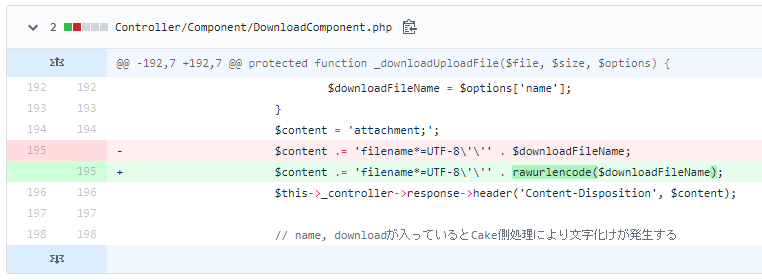 2 Controller/Component/DownloadComponent.php
@@ -192,7 +192,7 @@ protected function _downloadUploadFile($file, $size, $options) {
192 192 $downloadFileName = $options['name'];
193 193 }
194 194 $content = 'attachment;';
195 - $content .= 'filename*=UTF-8\'\'' . $downloadFileName;
195 + $content .= 'filename*=UTF-8\'\'' . rawurlencode($downloadFileName);
196 196 $this->_controller->response->header('Content-Disposition', $content);
197 197
198 198 // name, downloadが入っているとCake側処理により文字化けが発生する